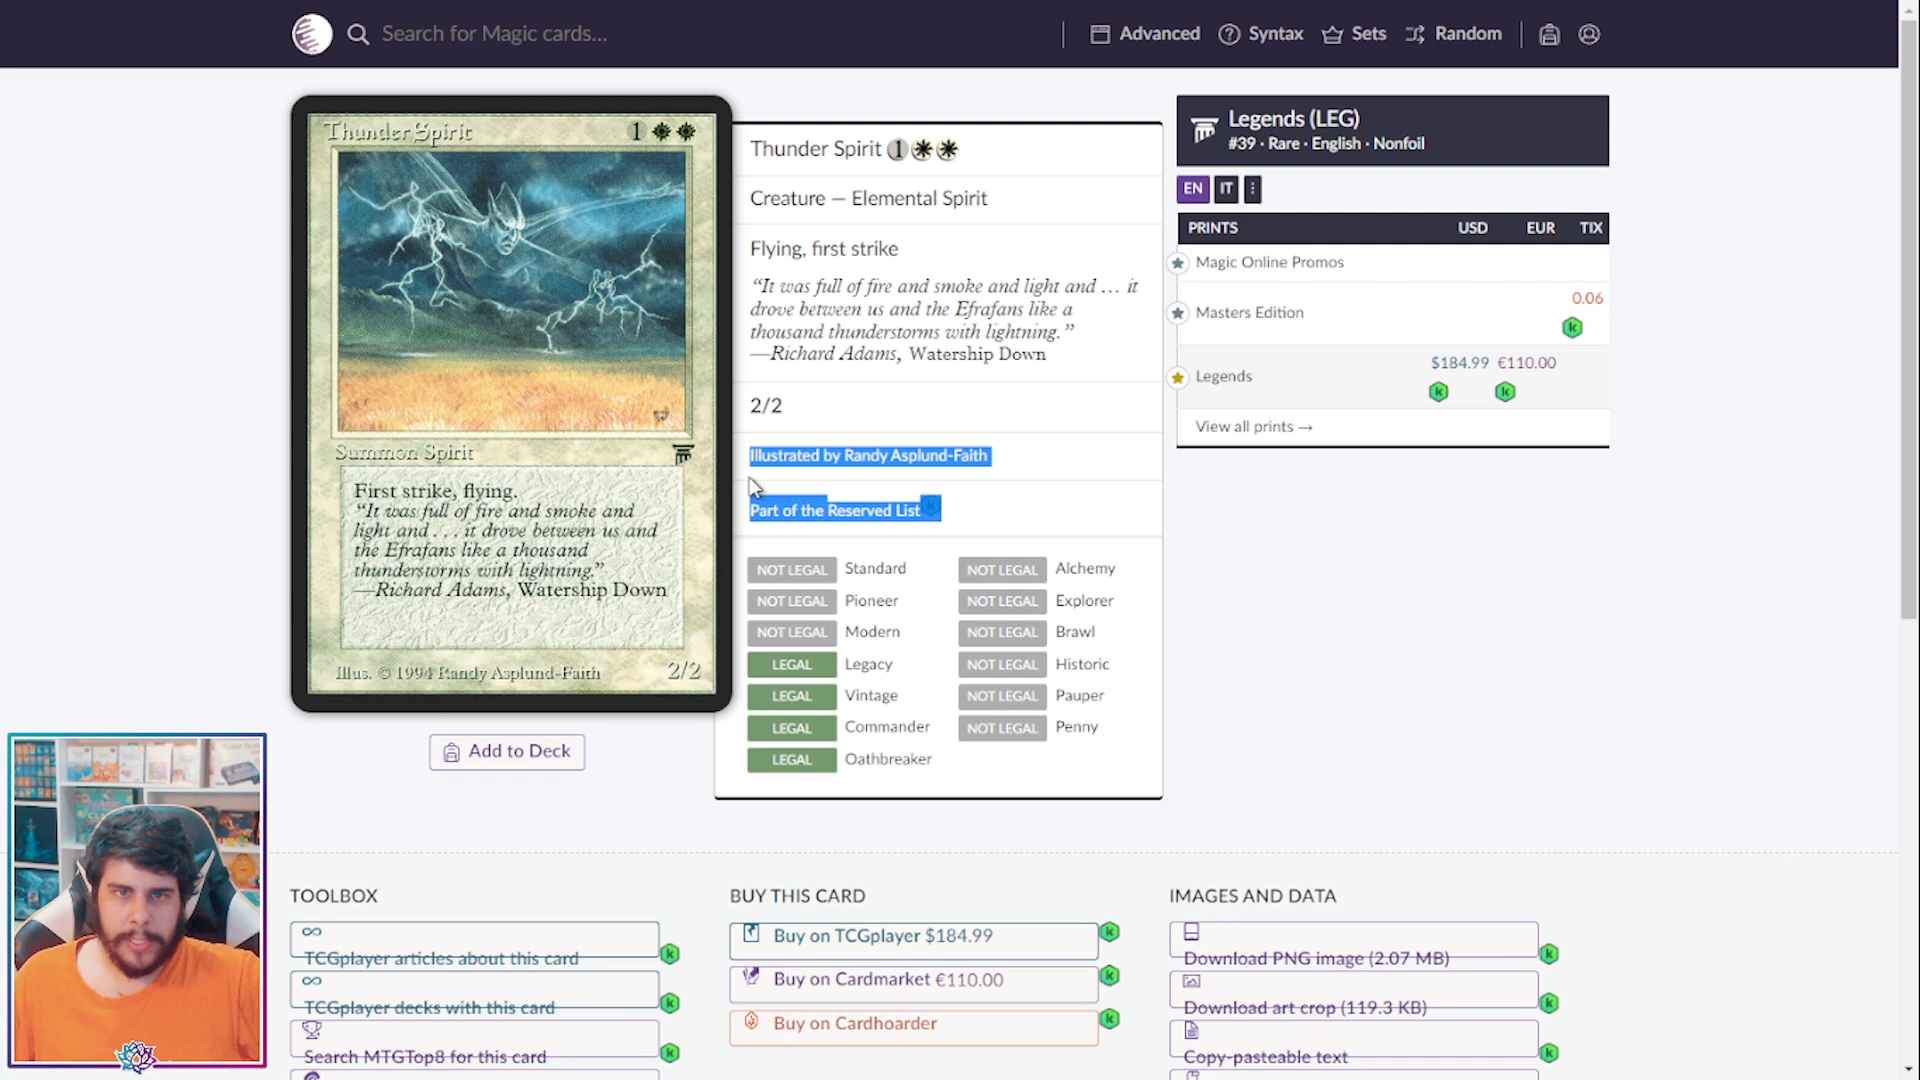 Search for Magic cards...
Advanced
Syntax
Sets
Random
Thunder Spirit 1
Summon Spirit
First strike, flying.
“It was full of fire and smoke and
light and . . . it drove between us and
the Efrafans like a thousand
thunderstorms with lightning.”
—Richard Adams, Watership Down
Illus. © 1994 Randy Asplund-Faith 2/2
Add to Deck
Thunder Spirit 1
Creature — Elemental Spirit
Flying, first strike
“It was full of fire and smoke and light and … it
drove between us and the Efrafans like a
thousand thunderstorms with lightning.”
—Richard Adams, Watership Down
2/2
Illustrated by Randy Asplund-Faith
Part of the Reserved List
NOT LEGAL Standard NOT LEGAL Alchemy
NOT LEGAL Pioneer NOT LEGAL Explorer
NOT LEGAL Modern NOT LEGAL Brawl
LEGAL Legacy NOT LEGAL Historic
LEGAL Vintage NOT LEGAL Pauper
LEGAL Commander NOT LEGAL Penny
LEGAL Oathbreaker
Legends (LEG)
#39 · Rare · English · Nonfoil
EN IT
PRINTS USD EUR TIX
Magic Online Promos
Masters Edition 0.06
k
Legends $184.99 €110.00
k k
View all prints →
TOOLBOX
TCGplayer articles about this card k
TCGplayer decks with this card k
Search MTGTop8 for this card k
BUY THIS CARD
Buy on TCGplayer $184.99 k
Buy on Cardmarket €110.00 k
Buy on Cardhoarder k
IMAGES AND DATA
Download PNG image (2.07 MB) k
Download art crop (119.3 KB) k
Copy-pasteable text k